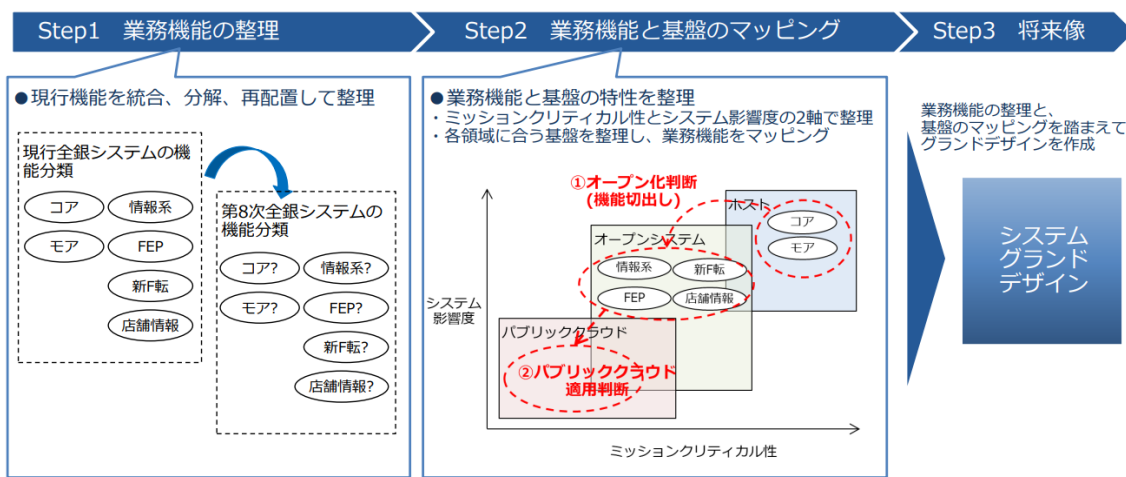 Step1 業務機能の整理
Step2 業務機能と基盤のマッピング
Step3 将来像
●現行機能を統合、分解、再配置して整理
現行全銀システムの機
能分類
コア
情報系
モア
FEP
新F転
店舗情報
第8次全銀システムの
機能分類
コア?
情報系?
モア?
FEP?
新F転?
店舗情報?
●業務機能と基盤の特性を整理
・ミッションクリティカル性とシステム影響度の2軸で整理
・各領域に合う基盤を整理し、業務機能をマッピング
①オープン化判断
(機能切出し)
ホスト
コア
モア
オープンシステム
情報系
新F転
FEP
店舗情報
システム
影響度
パブリッククラウド
②パブリッククラウド
適用判断
ミッションクリティカル性
業務機能の整理と、
基盤のマッピングを踏まえて
グランドデザインを作成
システム
グランド
デザイン